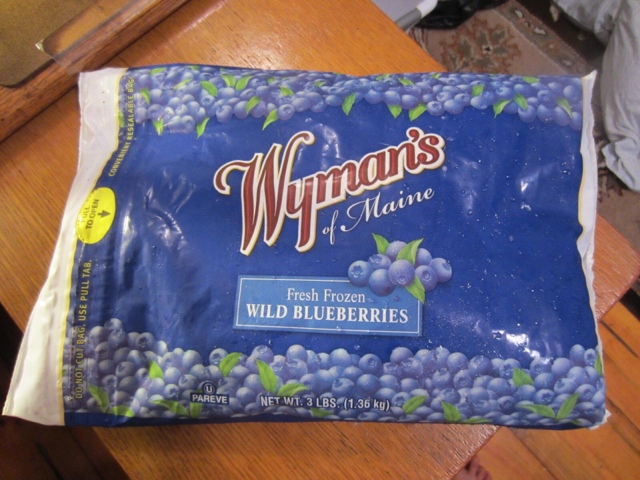 CONVENIENT RESEALABLE BAG
PULL
TO OPEN
DO NOT CUT BAG. USE PULL TAB.
Wyman's
of Maine
Fresh Frozen
WILD BLUEBERRIES
U
PAREVE
NET WT. 3 LBS. (1.36 kg)